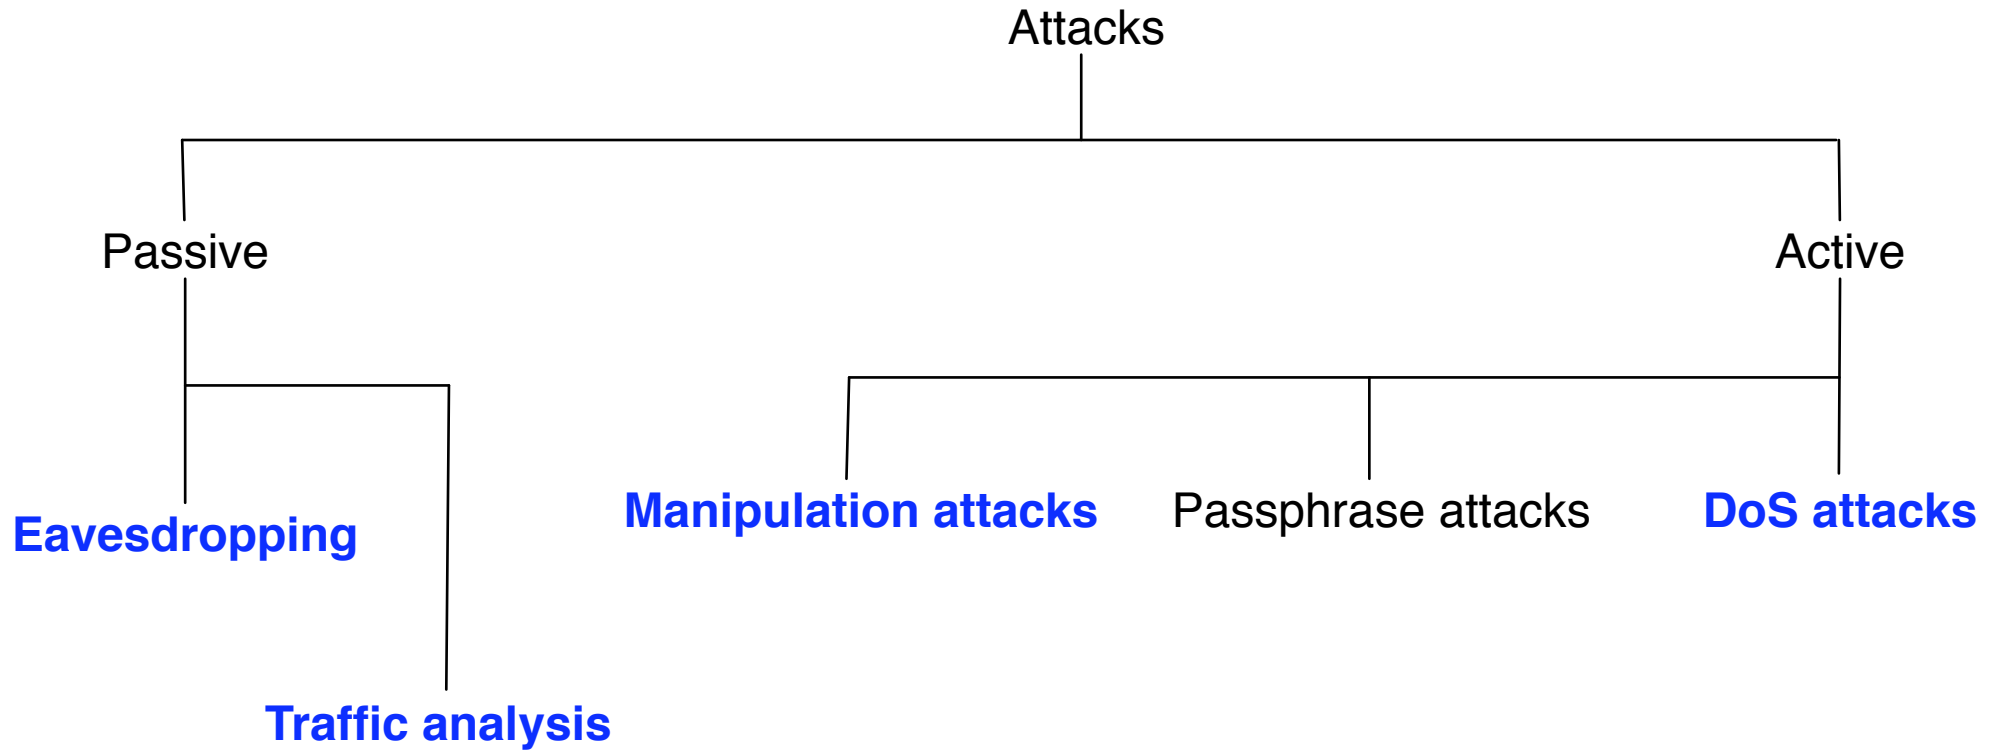 Attacks
Passive
Active
Eavesdropping
Manipulation attacks
Passphrase attacks
DoS attacks
Traffic analysis